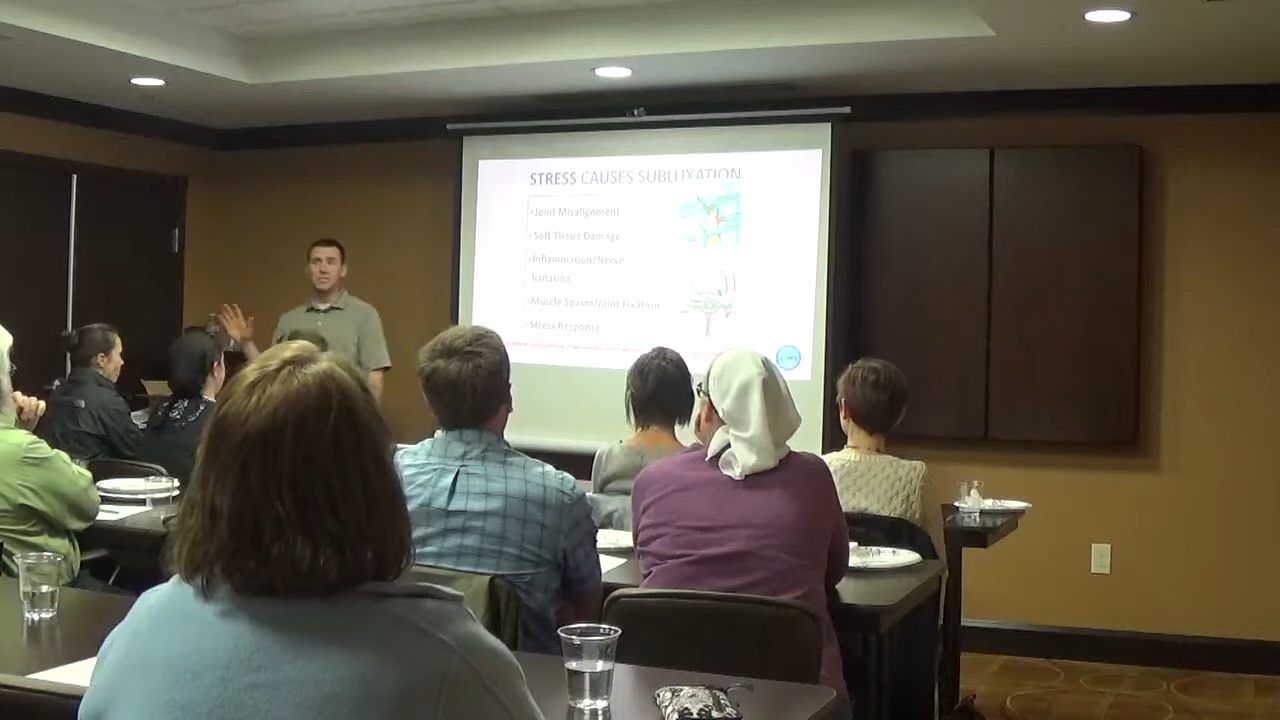 STRESS CAUSES SUBLUXATION
•Joint Misalignment
•Soft Tissue Damage
•Inflammation/Nerve
Irritation
•Muscle Spasm/Joint Fixation
•Stress Response